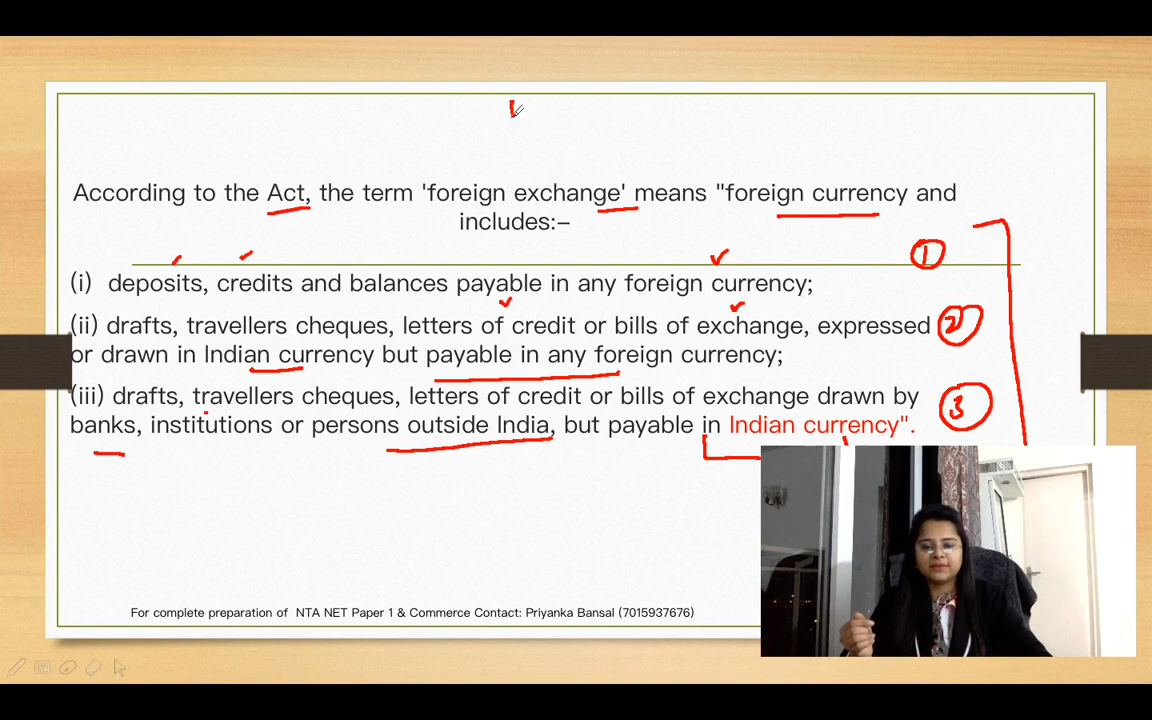 According to the Act, the term 'foreign exchange' means "foreign currency and
includes:–
(i) deposits, credits and balances payable in any foreign currency;
1
(ii) drafts, travellers cheques, letters of credit or bills of exchange, expressed
2
or drawn in Indian currency but payable in any foreign currency;
(iii) drafts, travellers cheques, letters of credit or bills of exchange drawn by
3
banks, institutions or persons outside India, but payable in Indian currency".
For complete preparation of NTA NET Paper 1 & Commerce Contact: Priyanka Bansal (7015937676)